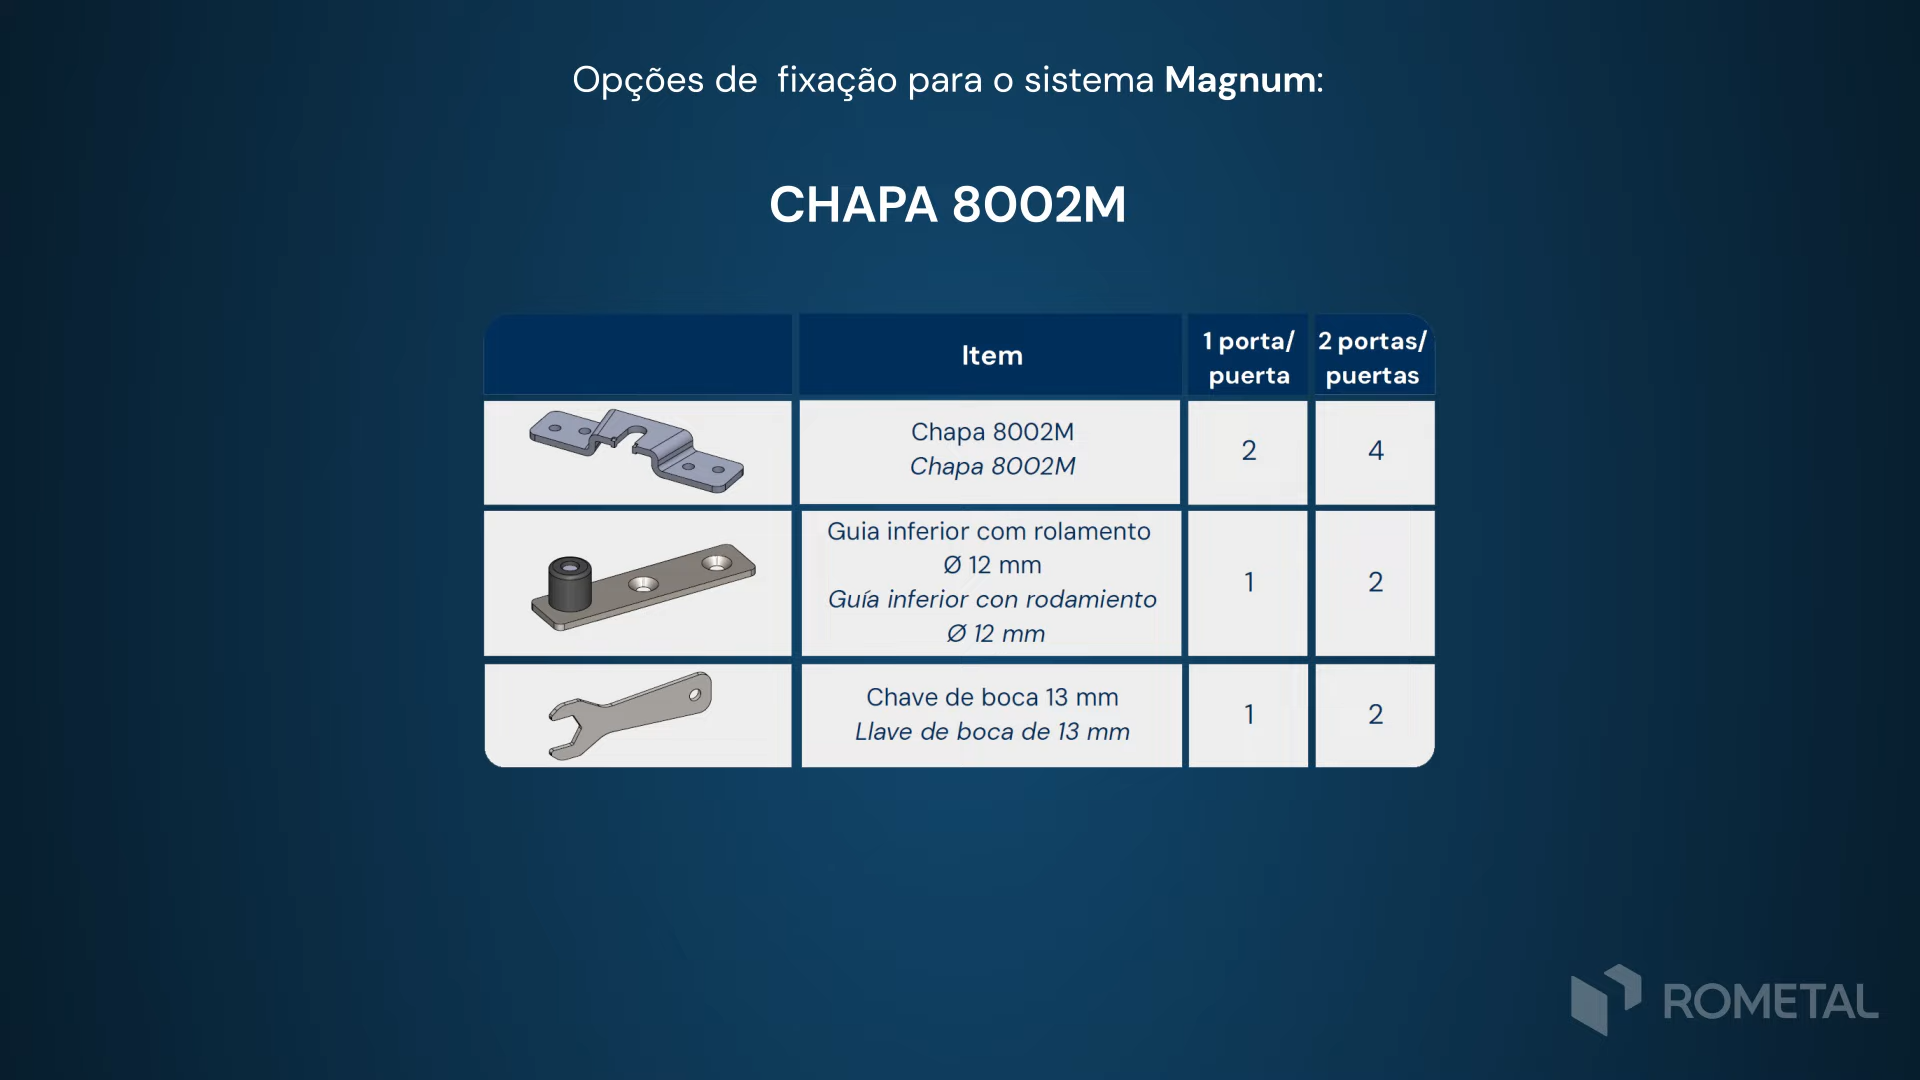 Opções de  fixação para o sistema Magnum:
CHAPA 8002M
Item
1 porta/
puerta
2 portas/
puertas
Chapa 8002M
Chapa 8002M
2
4
Guia inferior com rolamento
Ø 12 mm
Guía inferior con rodamiento
Ø 12 mm
1
2
Chave de boca 13 mm
Llave de boca de 13 mm
1
2
ROMETAL